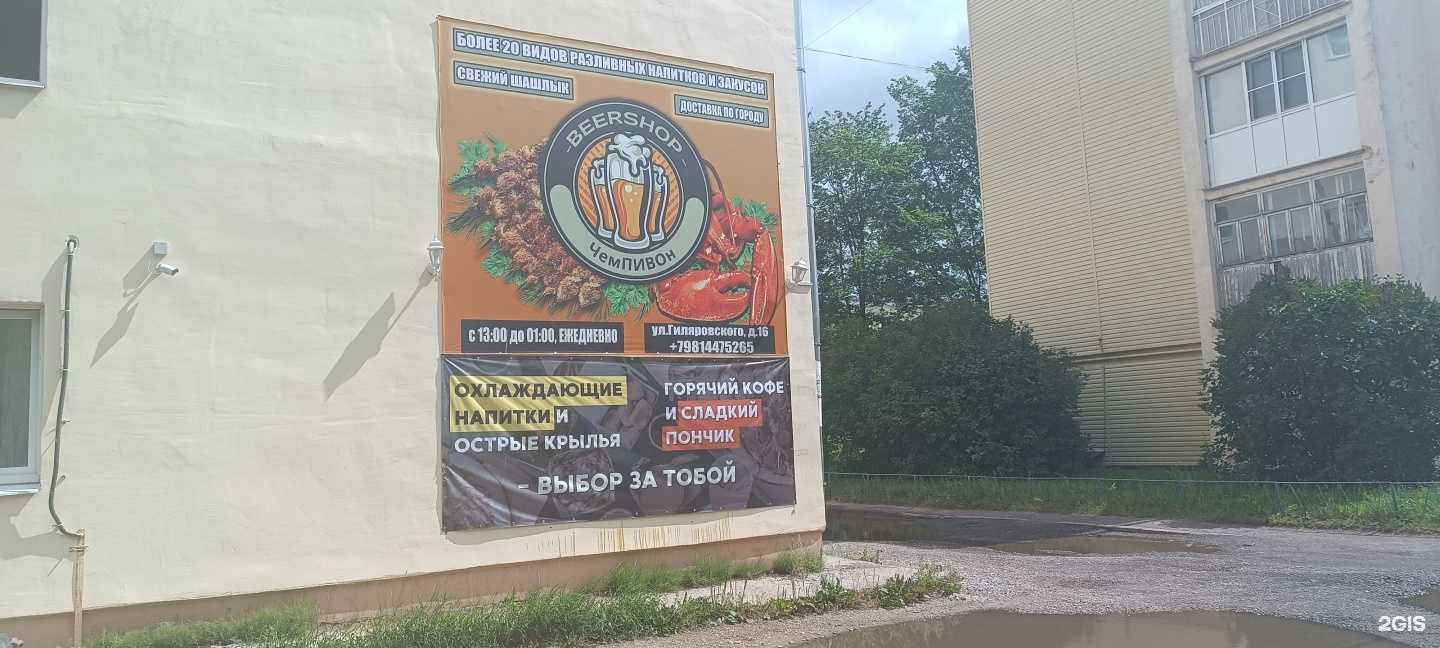 БОЛЕЕ 20 ВИДОВ РАЗЛИВНЫХ НАПИТКОВ И ЗАКУСОК
СВЕЖИЙ ШАШЛЫК
ДОСТАВКА ПО ГОРОДУ
BEERSHOP
ЧемПИВОН
с 13:00 до 01:00, ЕЖЕДНЕВНО
ул.Гиляровского, д.16
+79814475265
ОХЛАЖДАЮЩИЕ
НАПИТКИ И
ОСТРЫЕ КРЫЛЬЯ
ГОРЯЧИЙ КОФЕ
И СЛАДКИЙ
ПОНЧИК
- ВЫБОР ЗА ТОБОЙ
2GIS